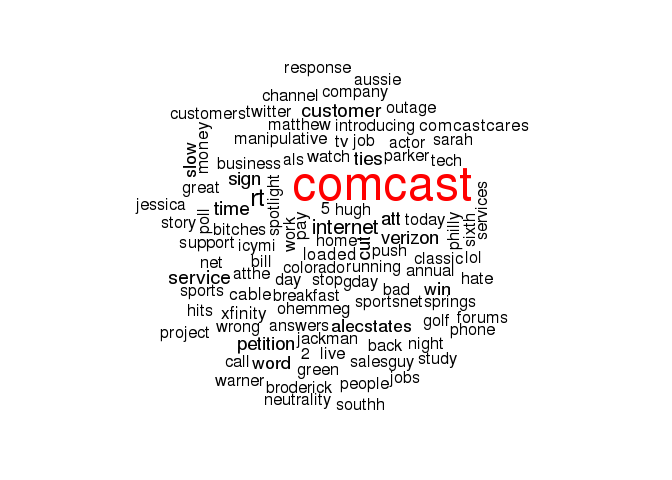 response
aussie
channel company
customers twitter customer outage
matthew introducing comcastcares
manipulative tv job actor sarah
slow money business als watch ties parker tech
great sign rt spotlight comcast
jessica time 5 hugh att today services
story poll bitches work pay internet verizon philly sixth
support icymi home cut push classic lol
net bill loaded
service atthe day colorado running annual hate
stop gday bad win
sports cable breakfast sportsnet springs
hits xfinity ohemmeg golf forums
project wrong answers alecstates phone
petition jackman back night
call word 2 live salesguy study
warner green people jobs
broderick
neutrality southh